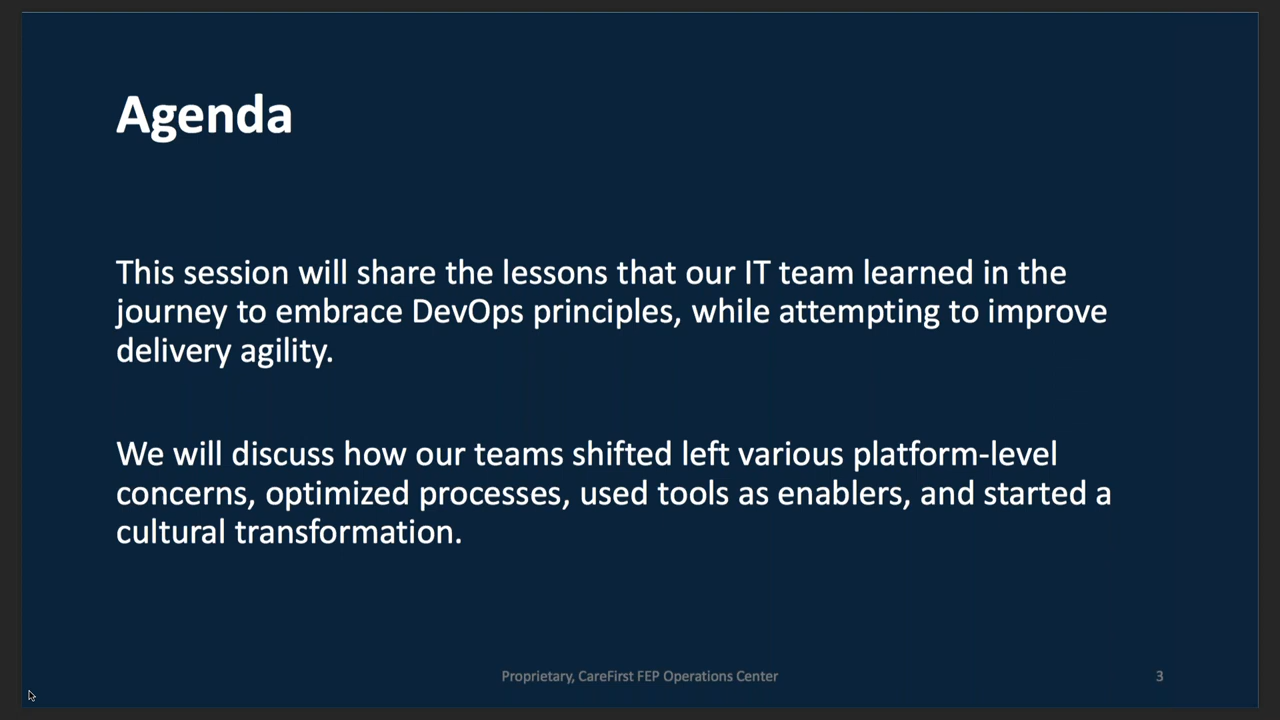 Agenda
This session will share the lessons that our IT team learned in the
journey to embrace DevOps principles, while attempting to improve
delivery agility.
We will discuss how our teams shifted left various platform-level
concerns, optimized processes, used tools as enablers, and started a
cultural transformation.
Proprietary, CareFirst FEP Operations Center
3